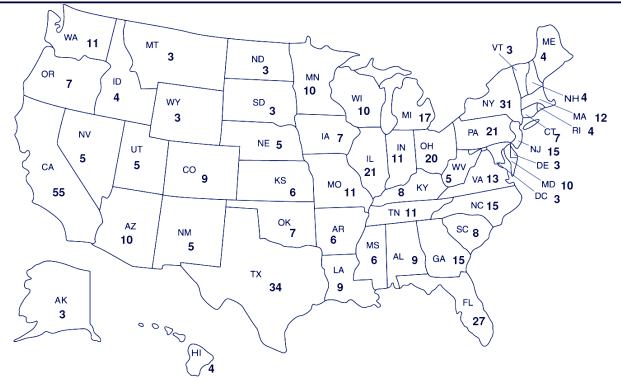 WA 11
MT 3
ND 3
MN 10
VT 3
ME 4
OR 7
ID 4
SD 3
WI 10
MI 17
NY 31
NH 4
MA 12
RI 4
CT 7
WY 3
IA 7
PA 21
NJ 15
NV 5
NE 5
IL 21
IN 11
OH 20
DE 3
UT 5
CO 9
WV 5
VA 13
MD 10
DC 3
CA 55
KS 6
MO 11
8 KY
NC 15
TN 11
AZ 10
NM 5
OK 7
AR 6
SC 8
MS 6
AL 9
GA 15
TX 34
LA 9
AK 3
FL 27
HI 4